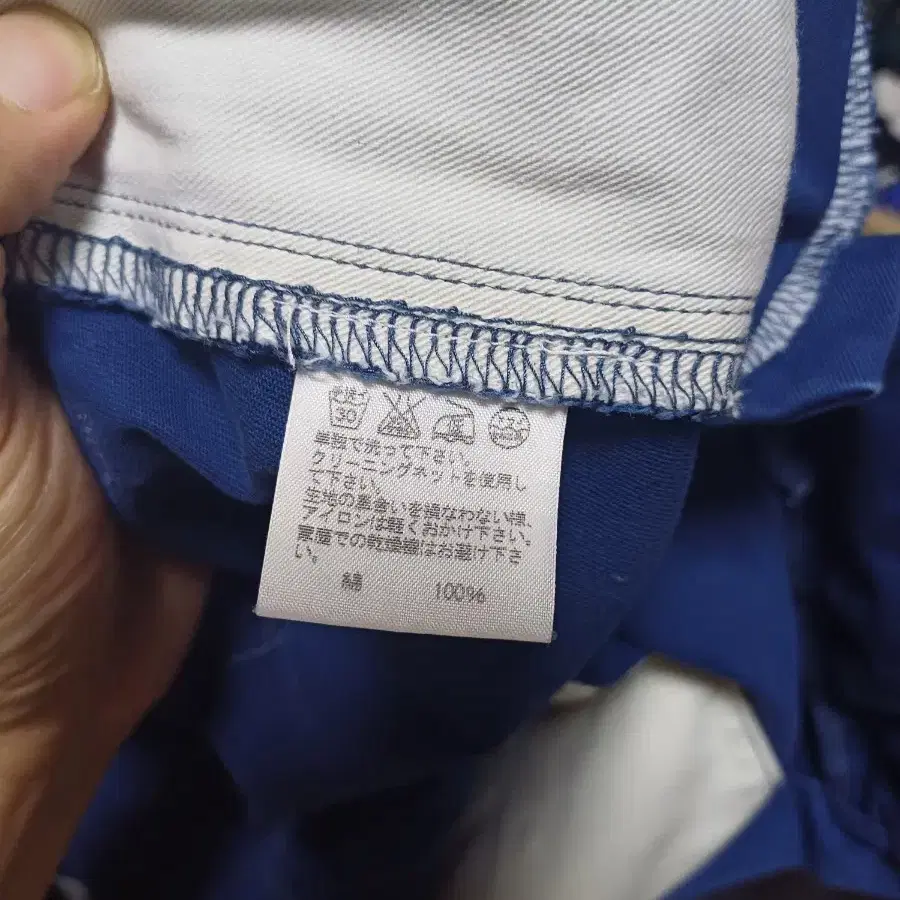 30
単独で洗って下さい。
クリーニングネットを使用し
て下さい。
生地の風合いを損なわない様、
アイロンは軽くおかけ下さい。
家庭での乾燥機はお避け下さ
い。
綿 100%